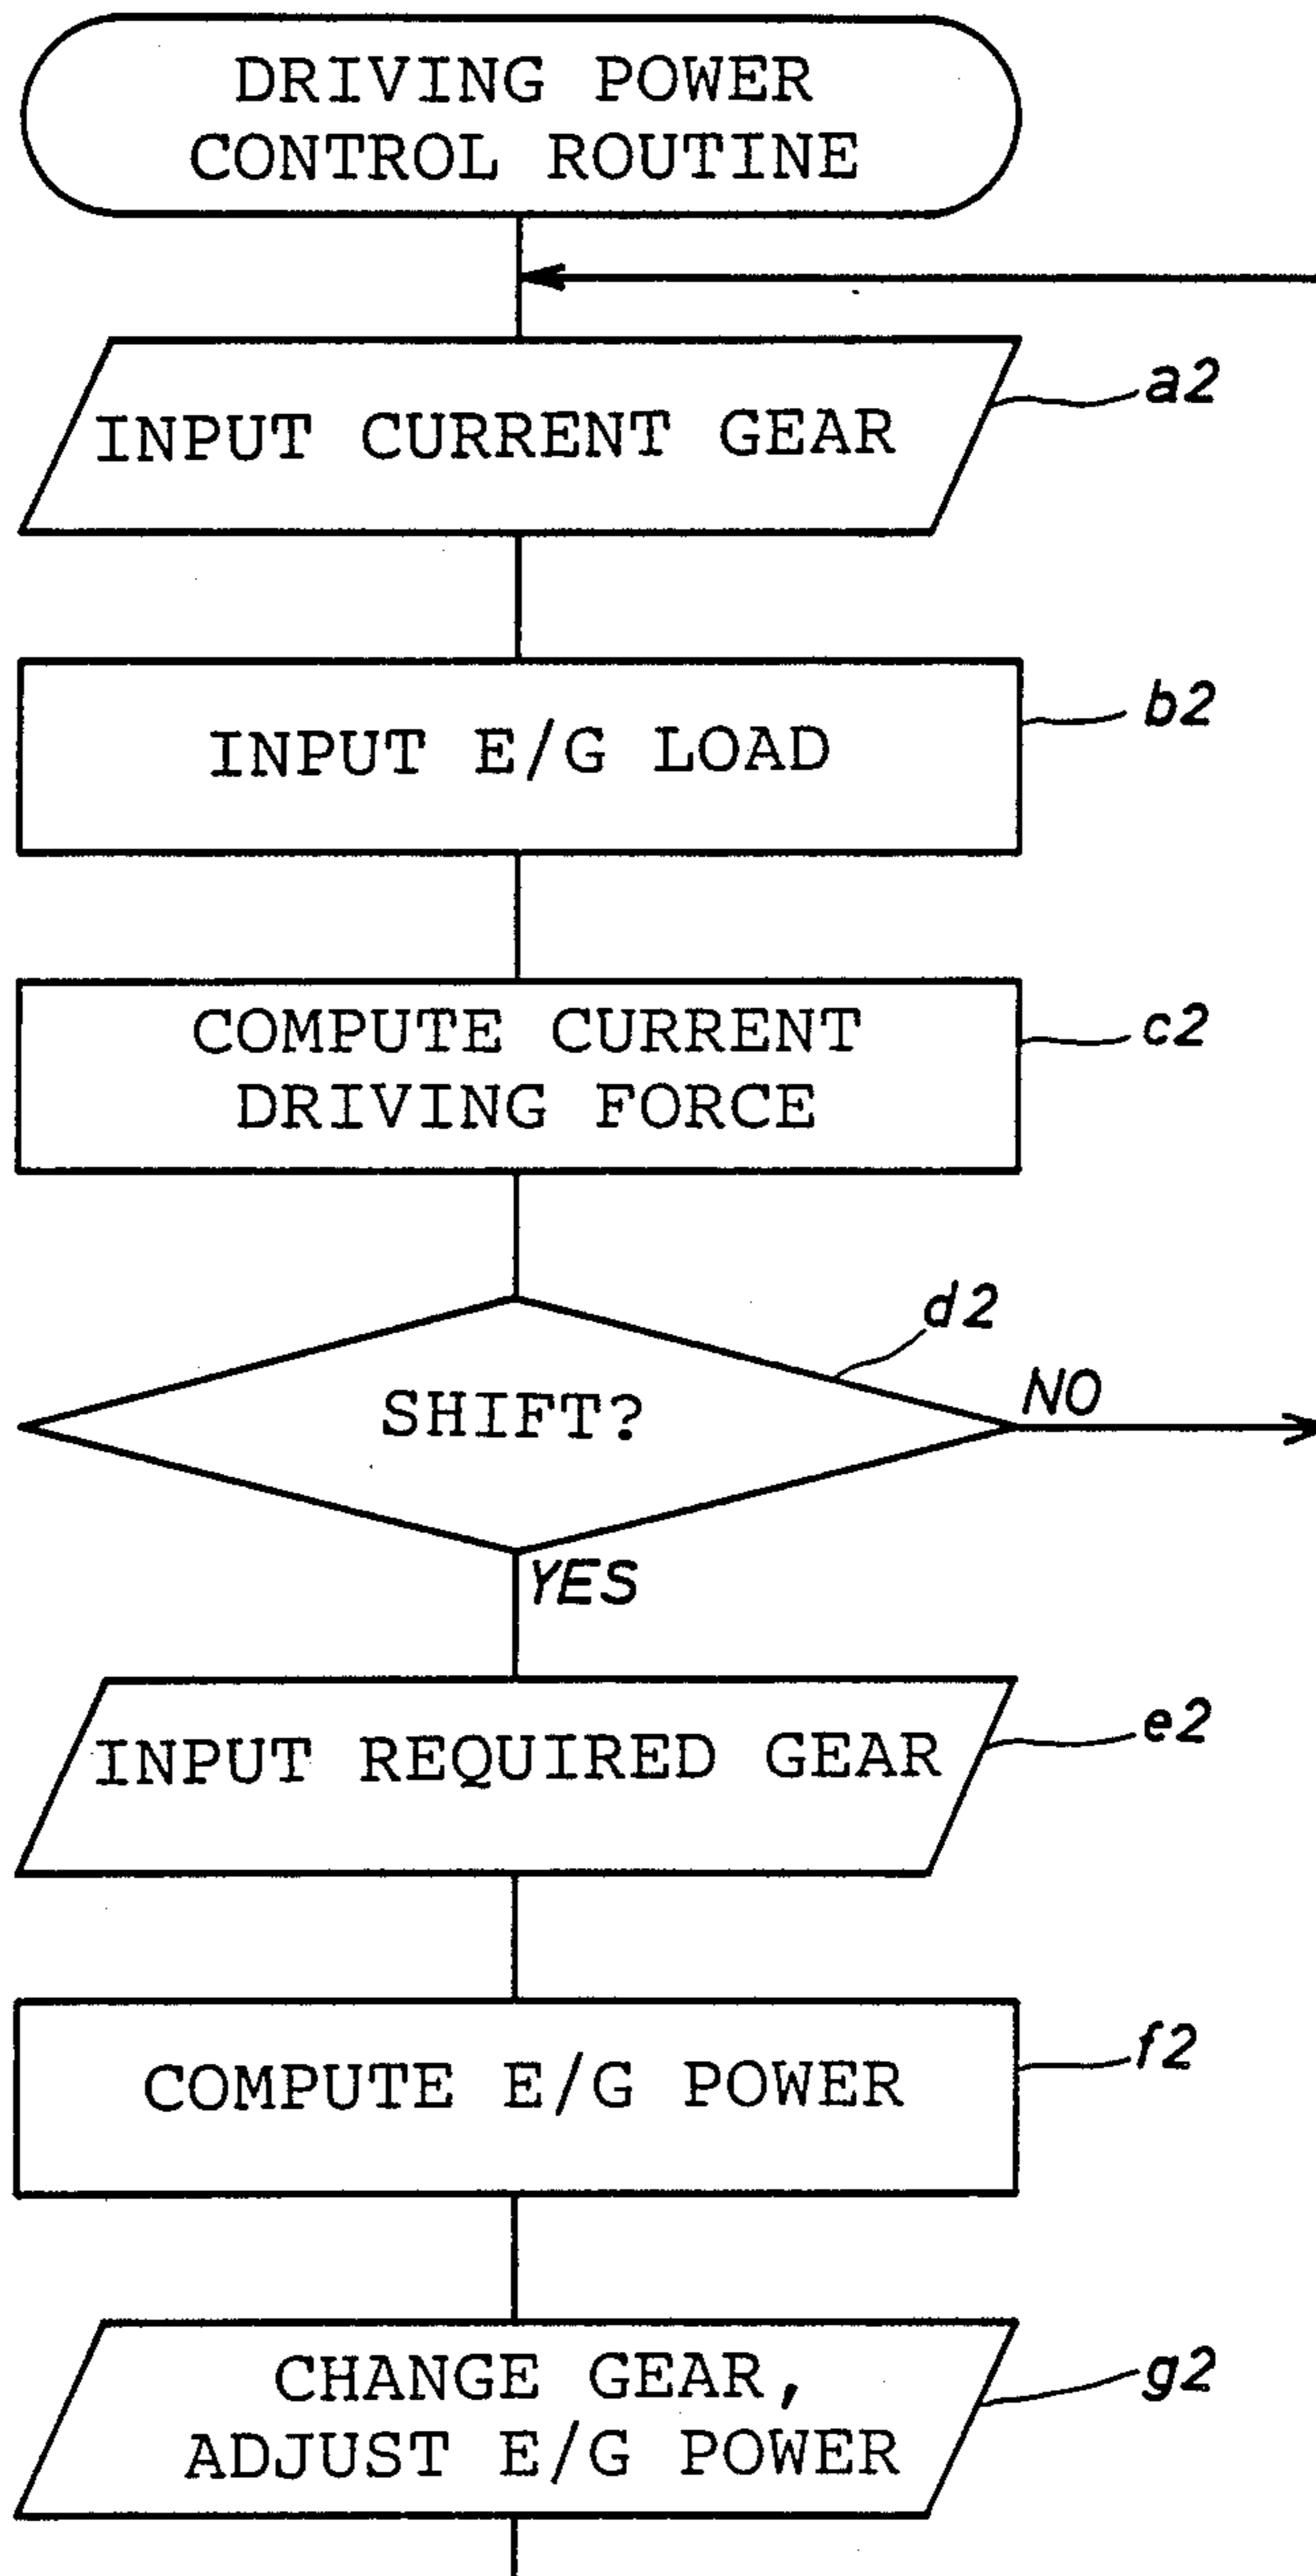 DRIVING POWER
CONTROL ROUTINE
INPUT CURRENT GEAR
a2
INPUT E/G LOAD
b2
COMPUTE CURRENT
DRIVING FORCE
c2
d2
SHIFT?
NO
YES
INPUT REQUIRED GEAR
e2
COMPUTE E/G POWER
f2
CHANGE GEAR,
ADJUST E/G POWER
g2